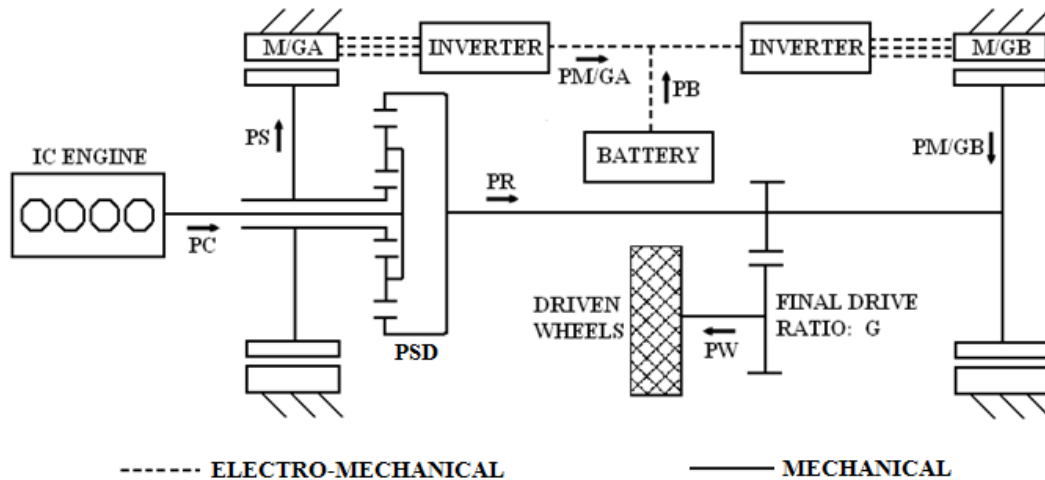 M/GA
INVERTER
INVERTER
M/GB
PM/GA
PB
PS
BATTERY
PM/GB
IC ENGINE
PR
PC
DRIVEN
WHEELS
FINAL DRIVE
RATIO: G
PW
PSD
ELECTRO-MECHANICAL
MECHANICAL